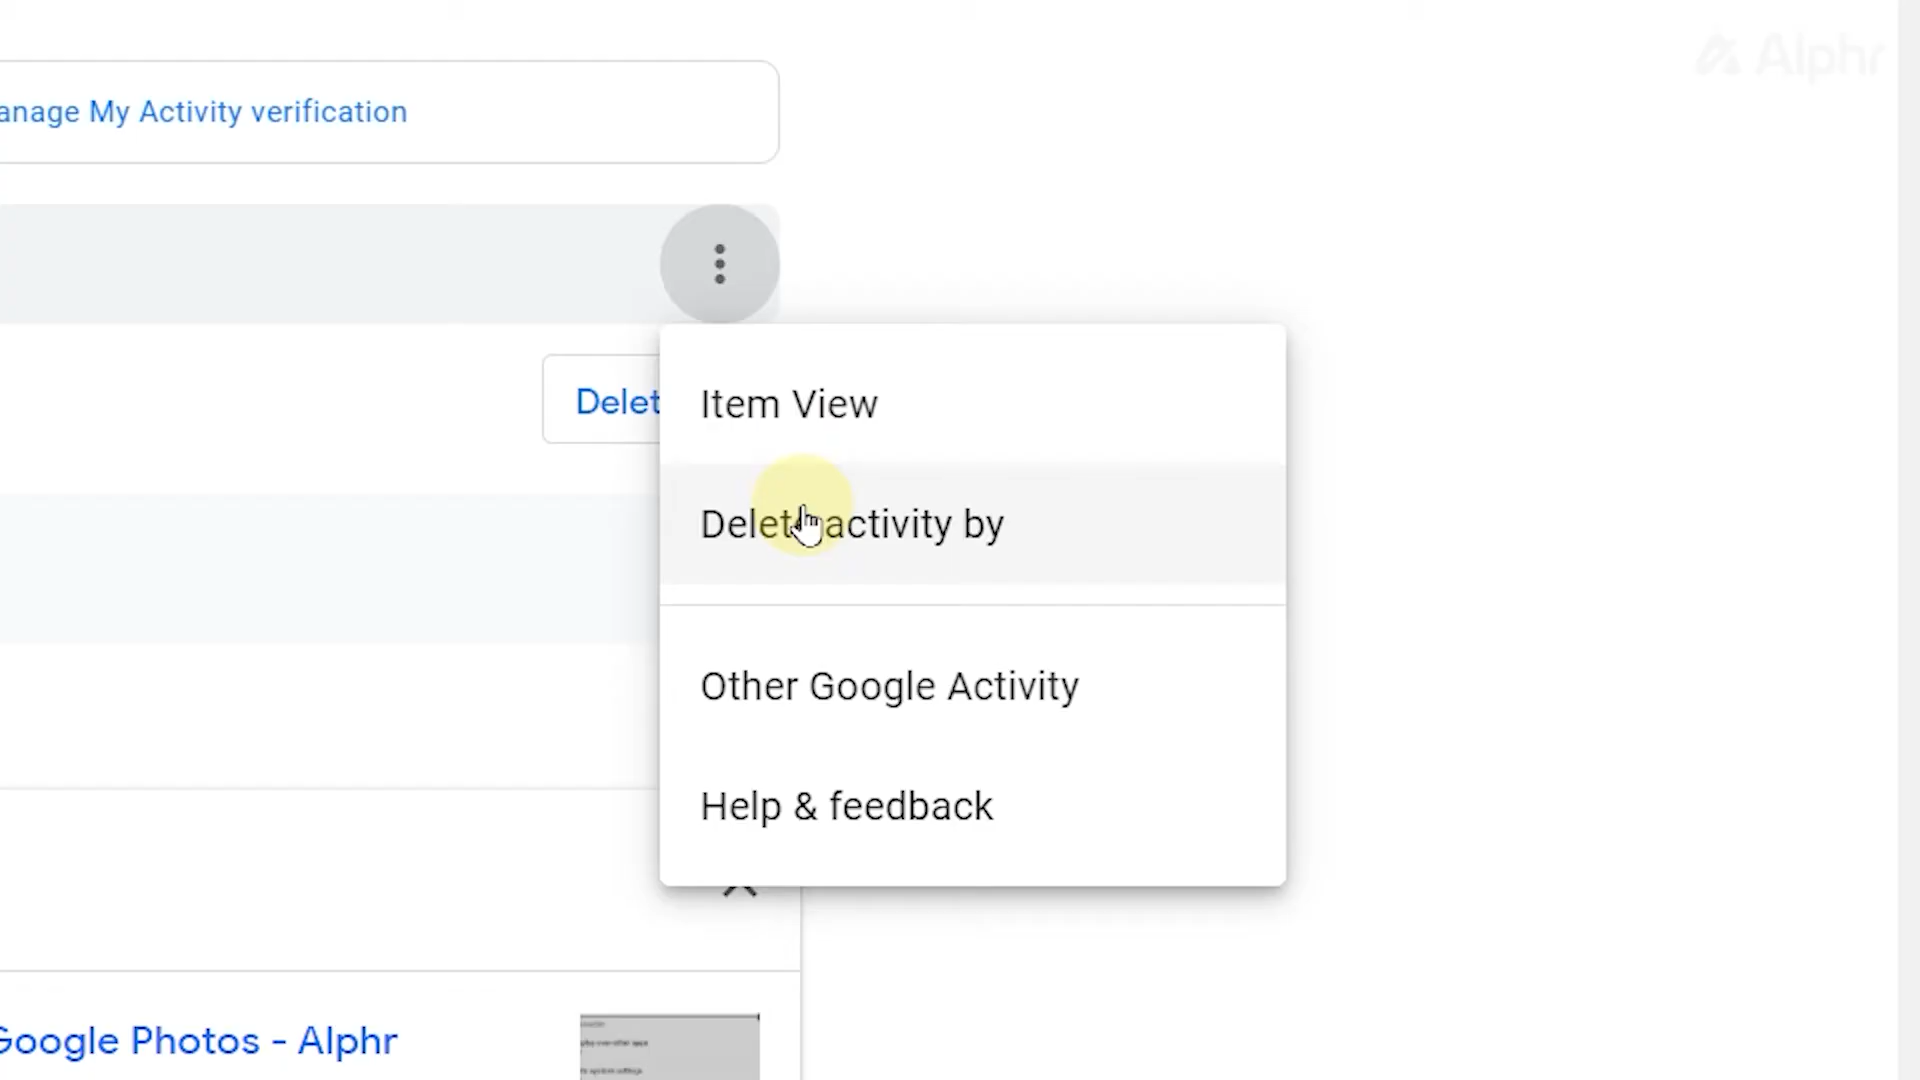 Alphr
anage My Activity verification
Delet
Item View
Delete activity by
Other Google Activity
Help & feedback
Google Photos - Alphr